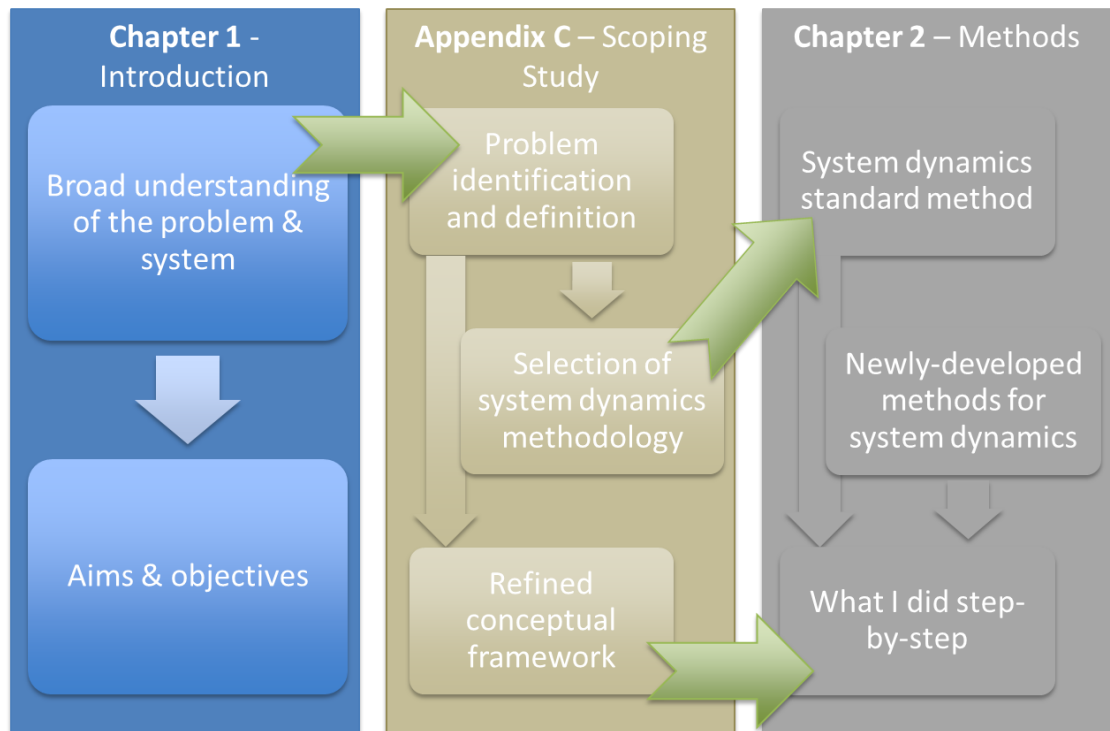 Chapter 1 -
Introduction
Broad understanding
of the problem &
system
Aims & objectives
Appendix C – Scoping
Study
Problem
identification
and definition
Selection of
system dynamics
methodology
Refined
conceptual
framework
Chapter 2 – Methods
System dynamics
standard method
Newly-developed
methods for
system dynamics
What I did step-
by-step